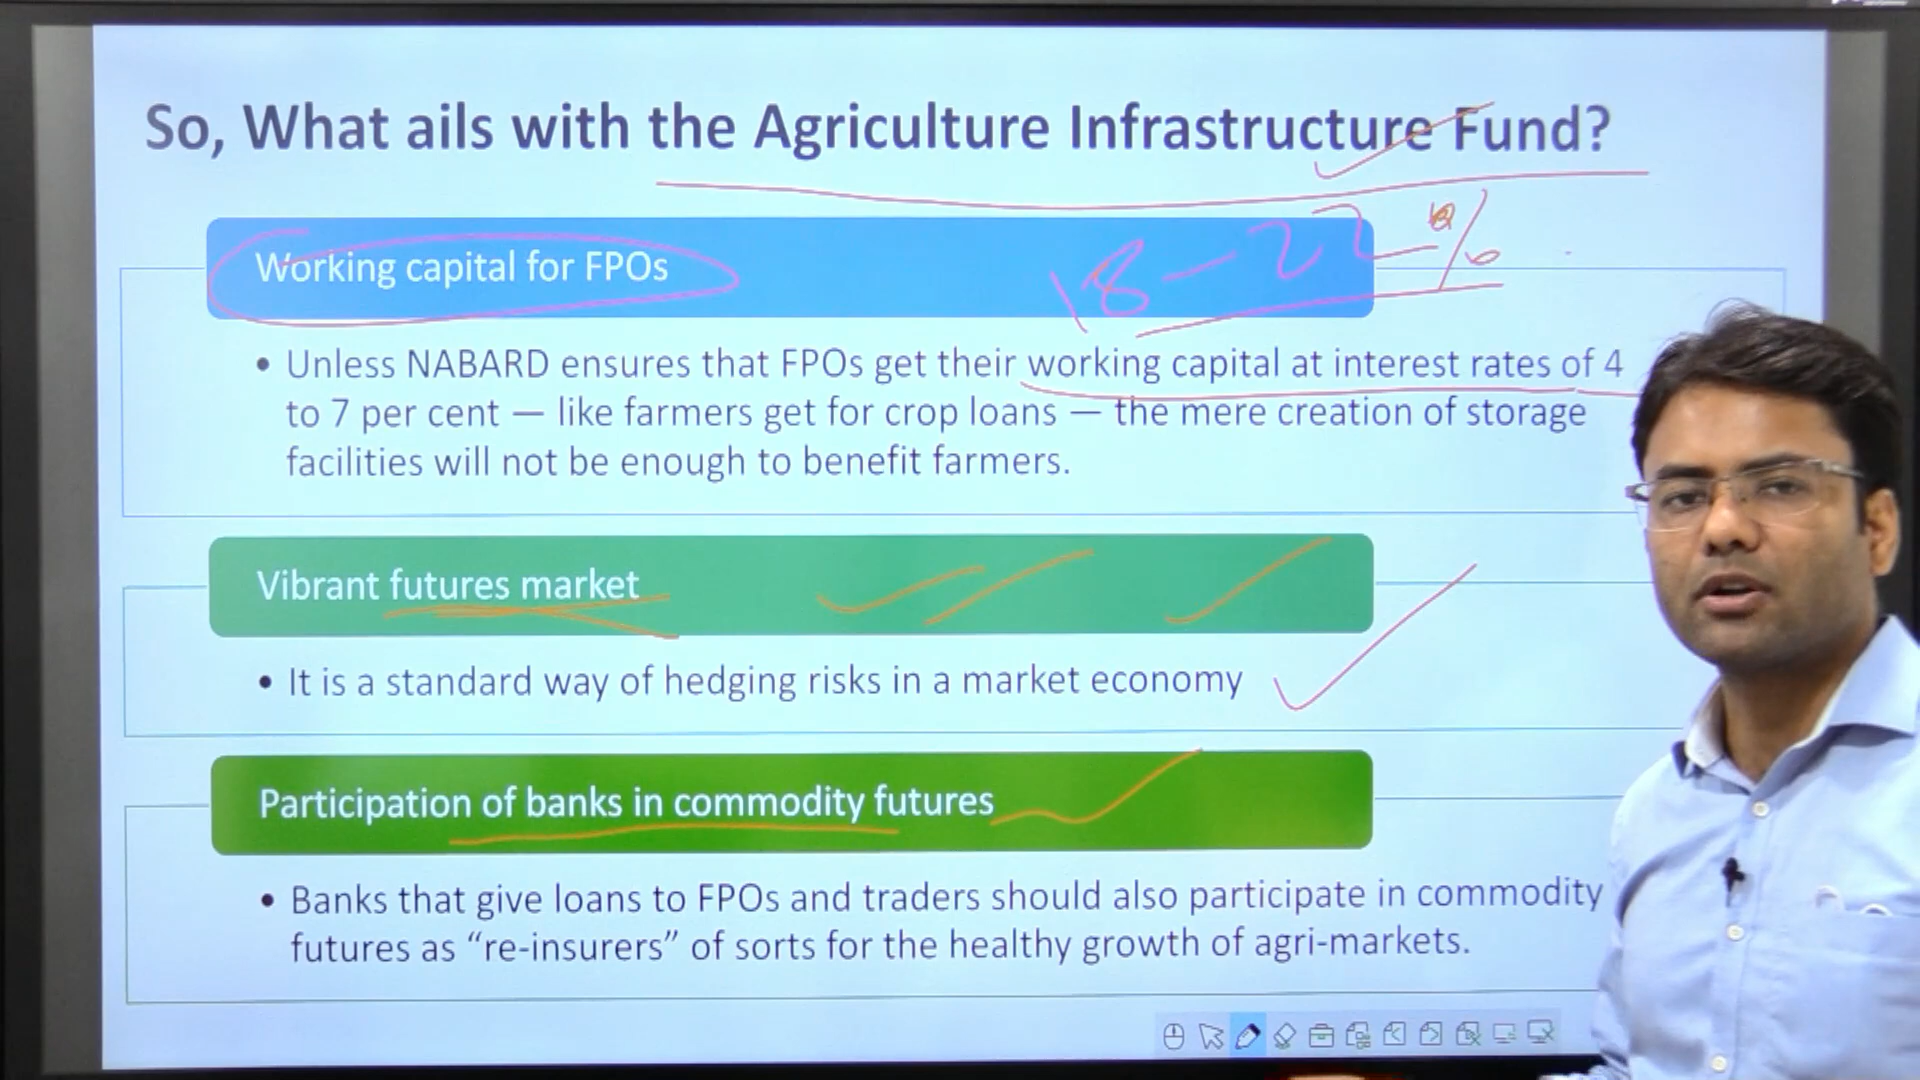 So, What ails with the Agriculture Infrastructure Fund?
Working capital for FPOs
18-22%
• Unless NABARD ensures that FPOs get their working capital at interest rates of 4
to 7 per cent — like farmers get for crop loans — the mere creation of storage
facilities will not be enough to benefit farmers.
Vibrant futures market
• It is a standard way of hedging risks in a market economy
Participation of banks in commodity futures
• Banks that give loans to FPOs and traders should also participate in commodity
futures as “re-insurers” of sorts for the healthy growth of agri-markets.